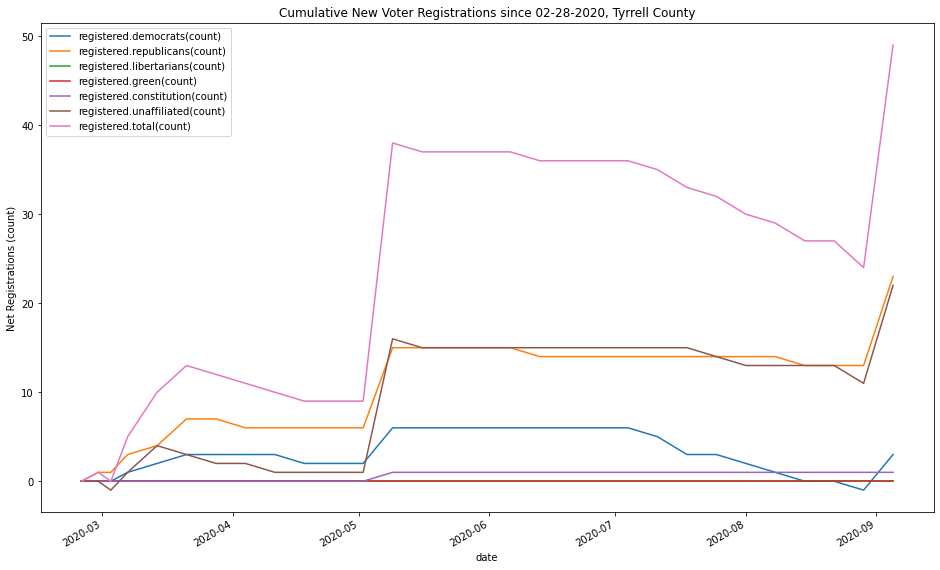 Cumulative New Voter Registrations since 02-28-2020, Tyrrell County
registered.democrats(count)
registered.republicans(count)
registered.libertarians(count)
registered.green(count)
registered.constitution(count)
registered.unaffiliated(count)
registered.total(count)
Net Registrations (count)
50
40
30
20
10
0
2020-03
2020-04
2020-05
2020-06
2020-07
2020-08
2020-09
date